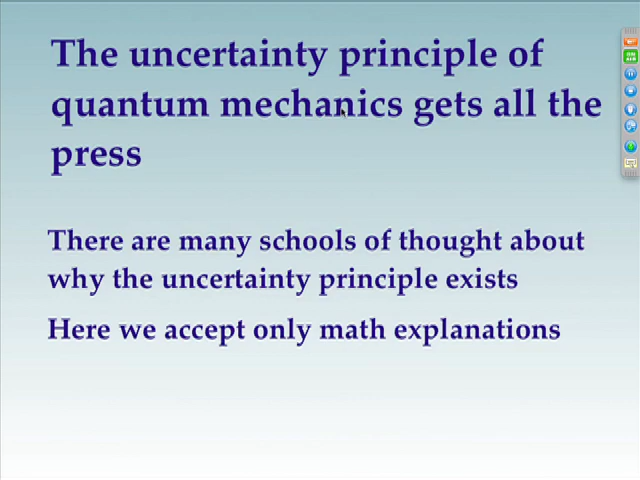 The uncertainty principle of
quantum mechanics gets all the
press
There are many schools of thought about
why the uncertainty principle exists
Here we accept only math explanations